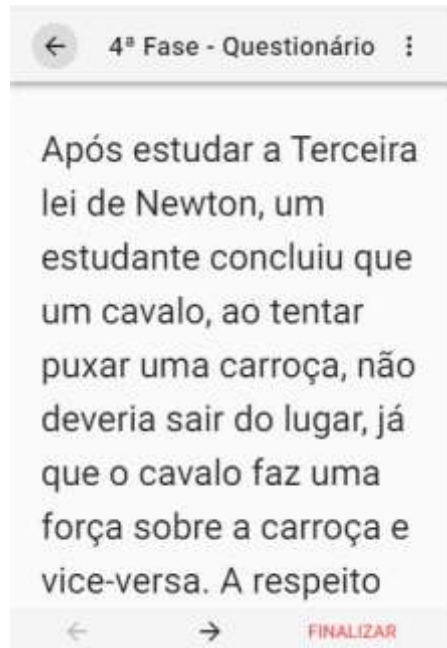 4ª Fase - Questionário
Após estudar a Terceira
lei de Newton, um
estudante concluiu que
um cavalo, ao tentar
puxar uma carroça, não
deveria sair do lugar, já
que o cavalo faz uma
força sobre a carroça e
vice-versa. A respeito
FINALIZAR